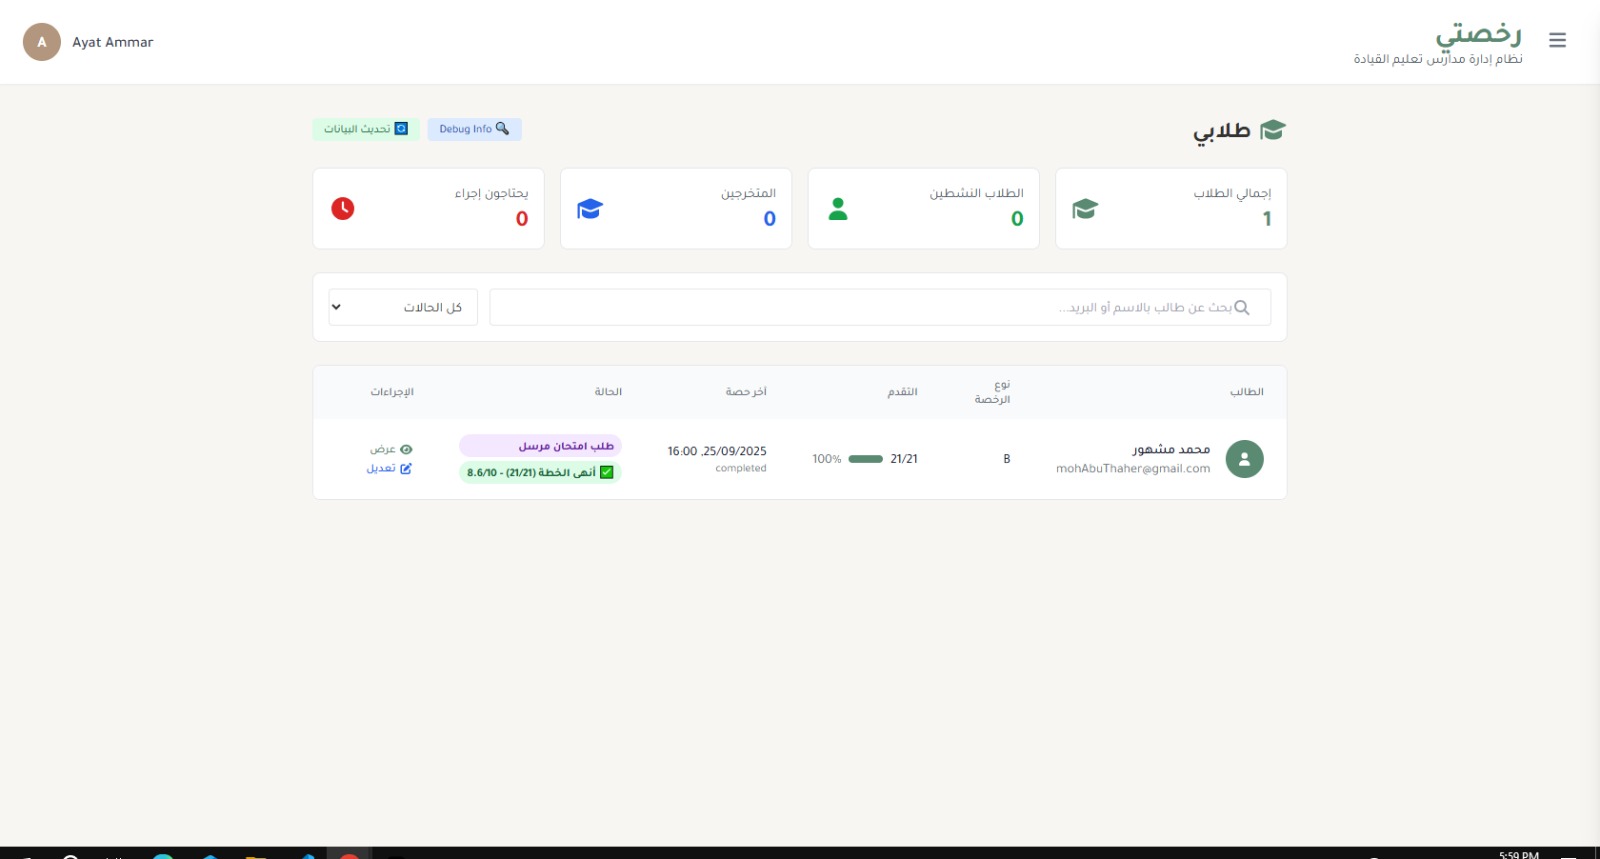 رخصتي
نظام إدارة مدارس تعليم القيادة
A
Ayat Ammar
طلابي
Debug Info
تحديث البيانات
إجمالي الطلاب
1
الطلاب النشطين
0
المتخرجين
0
يحتاجون إجراء
0
بحث عن طالب بالاسم أو البريد...
كل الحالات
الطالب
نوع
الرخصة
التقدم
آخر حصة
الحالة
الإجراءات
محمد مشهور
mohAbuThaher@gmail.com
B
21/21
100%
25/09/2025, 16:00
completed
طلب امتحان مرسل
أنهى الخطة (21/21) - 8.6/10
عرض
تعديل
5:59 PM